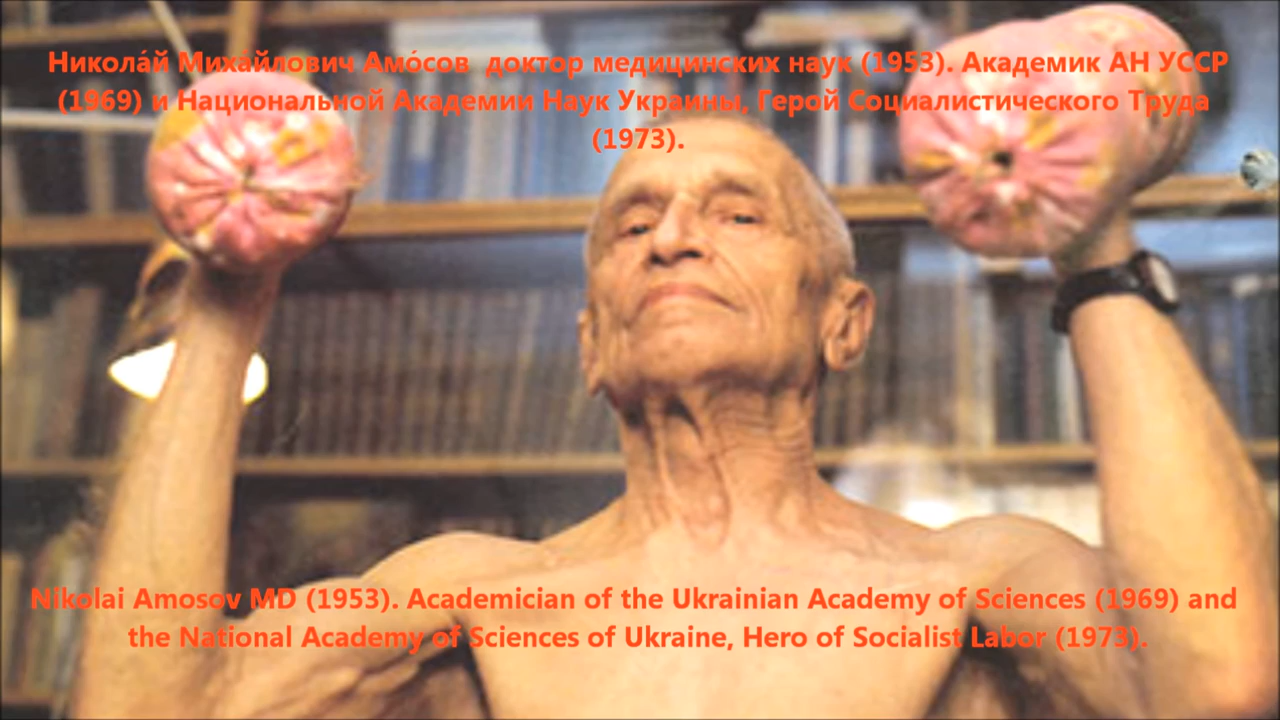 Никола́й Миха́йлович Амо́сов доктор медицинских наук (1953). Академик АН УССР
(1969) и Национальной Академии Наук Украины, Герой Социалистического Труда
(1973).
Nikolai Amosov MD (1953). Academician of the Ukrainian Academy of Sciences (1969) and
the National Academy of Sciences of Ukraine, Hero of Socialist Labor (1973).